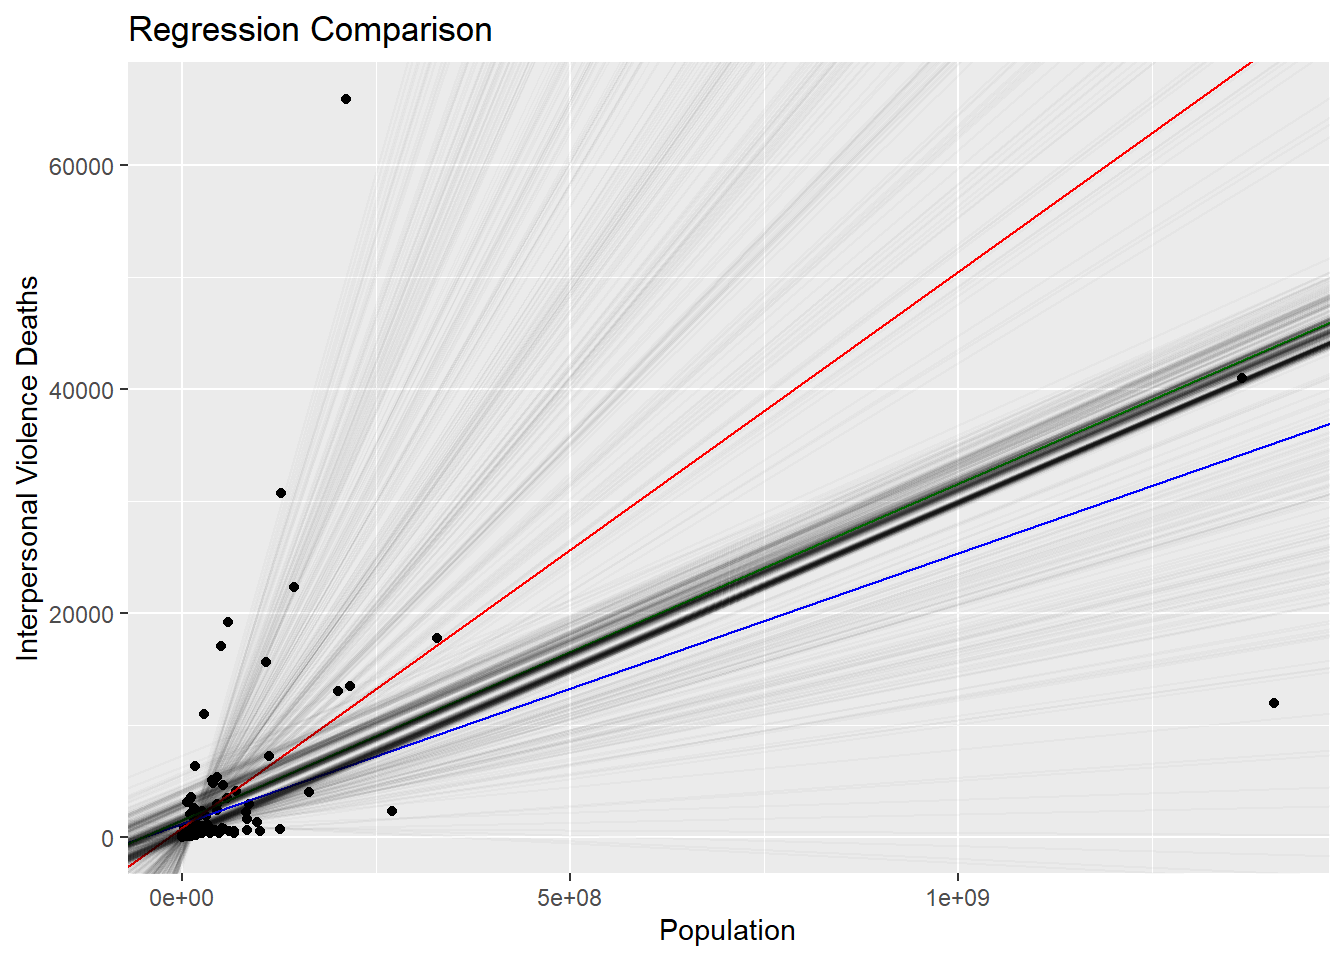 Regression Comparison
Interpersonal Violence Deaths
60000
40000
20000
0
0e+00
5e+08
1e+09
Population